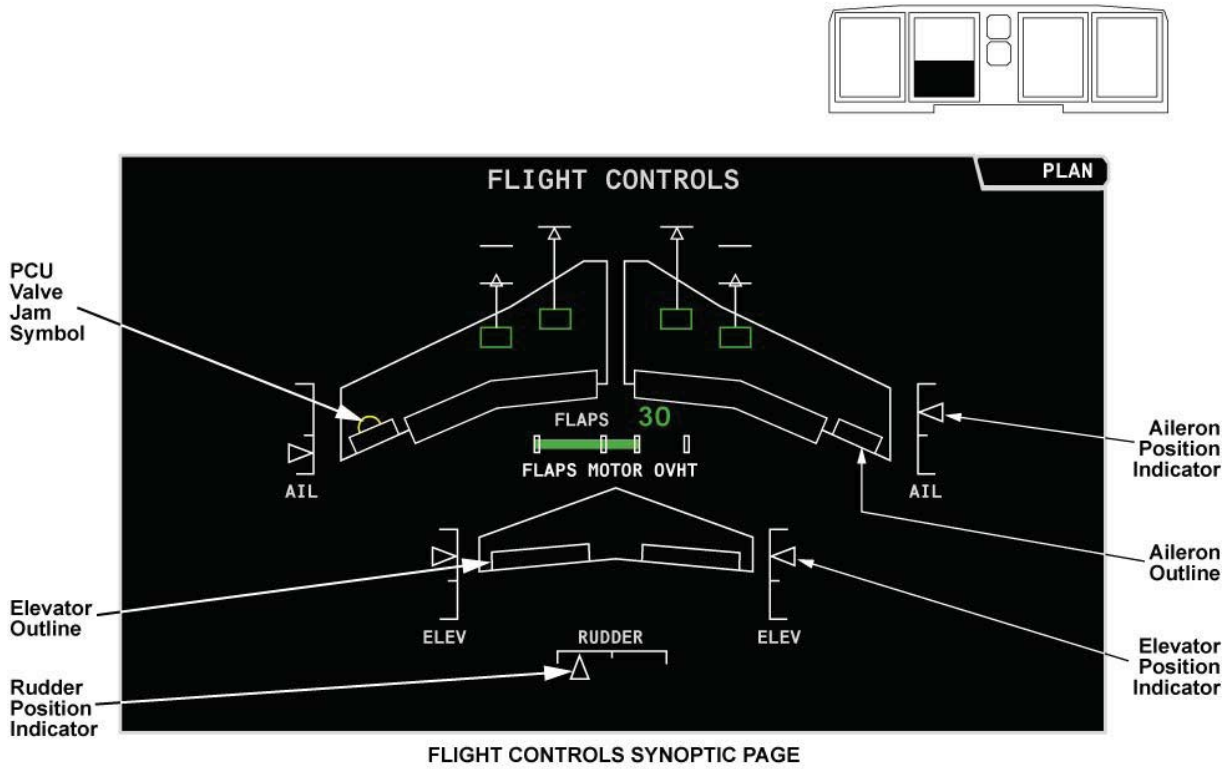 FLIGHT CONTROLS
PLAN
PCU
Valve
Jam
Symbol
FLAPS 30
FLAPS MOTOR OVHT
AIL
AIL
Aileron
Position
Indicator
Aileron
Outline
Elevator
Outline
ELEV
RUDDER
ELEV
Elevator
Position
Indicator
Rudder
Position
Indicator
FLIGHT CONTROLS SYNOPTIC PAGE